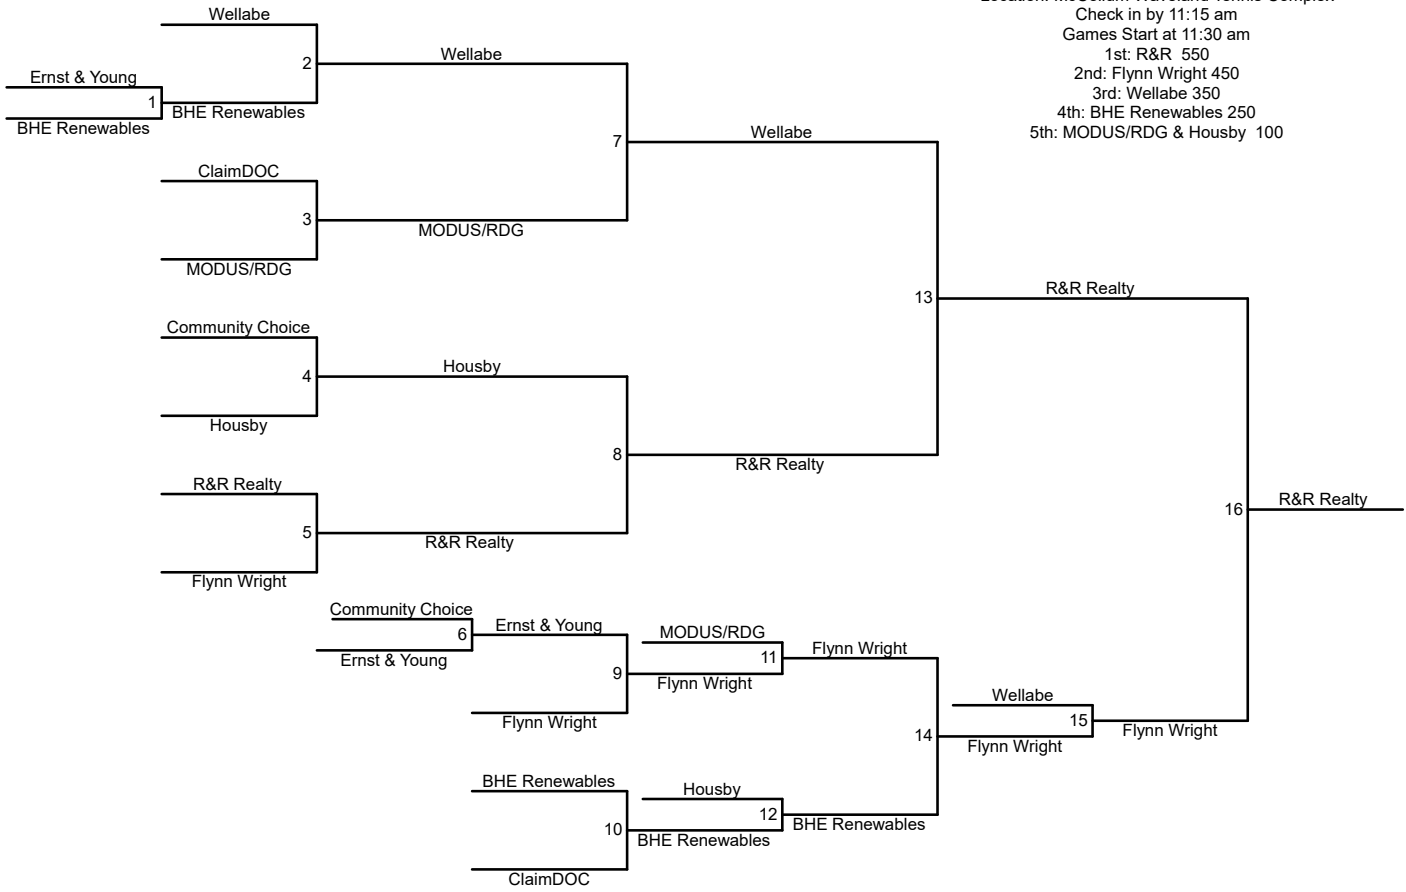 Check in by 11:15 am
Games Start at 11:30 am
1st: R&R  550
2nd: Flynn Wright 450
3rd: Wellabe 350
4th: BHE Renewables 250
5th: MODUS/RDG & Housby  100
Wellabe
2
Wellabe
Ernst & Young
1
BHE Renewables
BHE Renewables
7
Wellabe
ClaimDOC
3
MODUS/RDG
MODUS/RDG
13
R&R Realty
Community Choice
4
Housby
Housby
8
R&R Realty
R&R Realty
5
R&R Realty
Flynn Wright
16
R&R Realty
Community Choice
6
Ernst & Young
Ernst & Young
MODUS/RDG
11
Flynn Wright
9
Flynn Wright
Flynn Wright
Wellabe
15
Flynn Wright
14
Flynn Wright
BHE Renewables
Housby
12
BHE Renewables
10
BHE Renewables
ClaimDOC